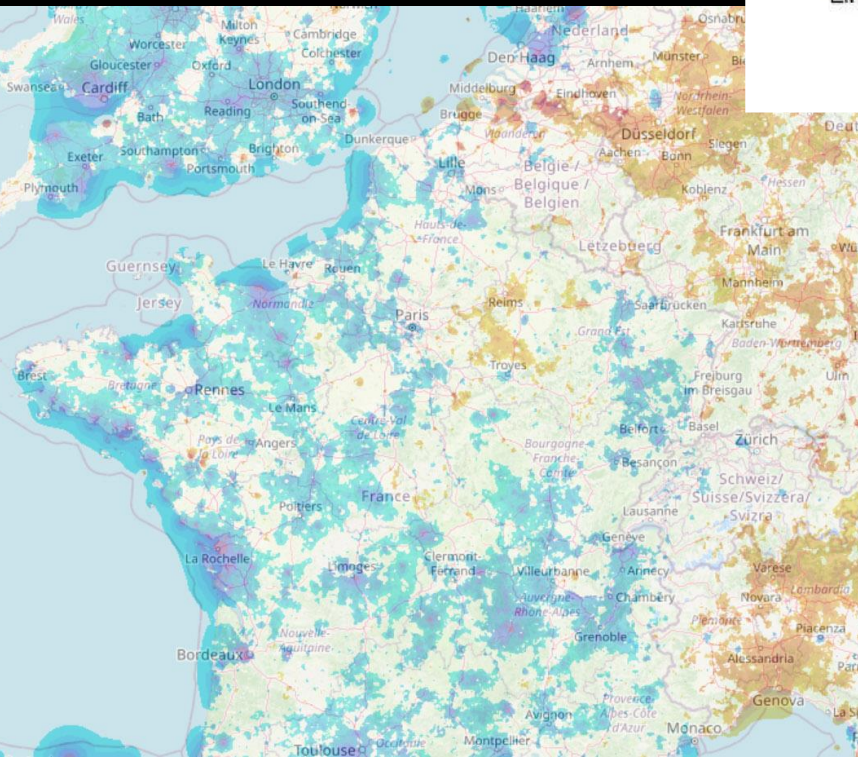 Wales
Milton
Keynes
Cambridge
Worcester
Colchester
Gloucester
Oxford
Swansea
Cardiff
London
Reading
Southend-
on-Sea
Bath
Southampton
Brighton
Exeter
Portsmouth
Plymouth
Haarlem
Nederland
Den Haag
Arnhem
Münster
Middelburg
Eindhoven
Nordrhein-
Westfalen
Brugge
Dunkerque
Vlaanderen
Düsseldorf
Siegen
Aachen
Bonn
Lille
België /
Belgique /
Belgien
Mons
Koblenz
Hessen
Hauts-de-
France
Lëtzebuerg
Frankfurt am
Main
Guernsey
Le Havre
Rouen
Mannheim
Jersey
Normandie
Reims
Saarbrücken
Paris
Grand Est
Karlsruhe
Baden-Württemberg
Troyes
Freiburg
im Breisgau
Ulm
Brest
Bretagne
Rennes
Le Mans
Centre-Val
de Loire
Belfort
Basel
Zürich
Pays de
la Loire
Angers
Bourgogne-
Franche-
Comté
Besançon
Schweiz/
Suisse/Svizzera/
Svizra
France
Poitiers
Lausanne
Genève
La Rochelle
Limoges
Clermont-
Ferrand
Villeurbanne
Annecy
Varese
Lombardia
Auvergne-
Rhône-Alpes
Chambéry
Novara
Piemonte
Piacenza
Grenoble
Nouvelle-
Aquitaine
Bordeaux
Alessandria
Provence-
Alpes-Côte
d'Azur
Genova
Avignon
Monaco
Toulouse
Occitanie
Montpellier